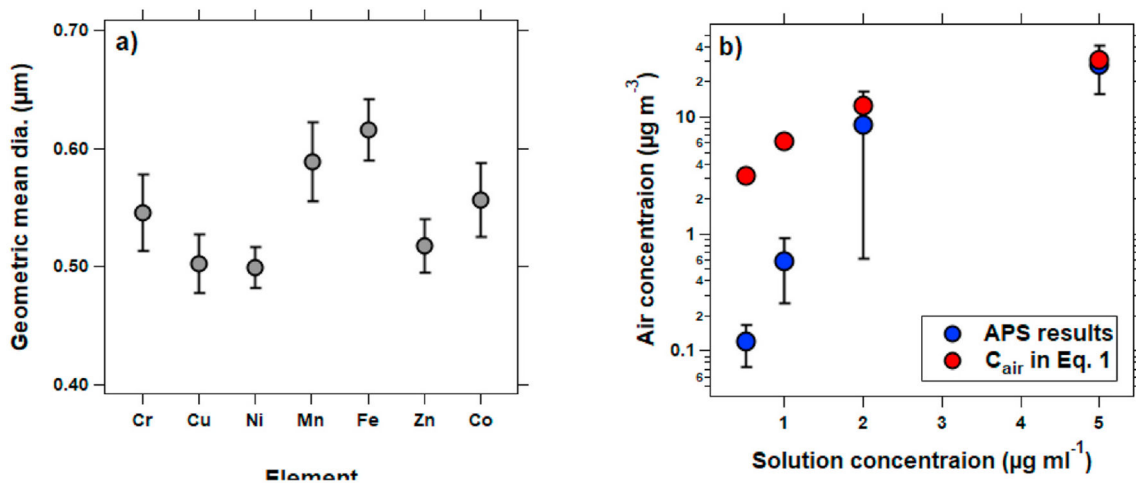 a)
Geometric mean dia. (µm)
0.70
0.60
0.50
0.40
Cr Cu Ni Mn Fe Zn Co
Element
b)
Air concentraion (µg m-3)
4
2
10
6
4
2
1
6
4
2
0.1
6
1 2 3 4 5
Solution concentraion (µg ml-1)
APS results
Cair in Eq. 1